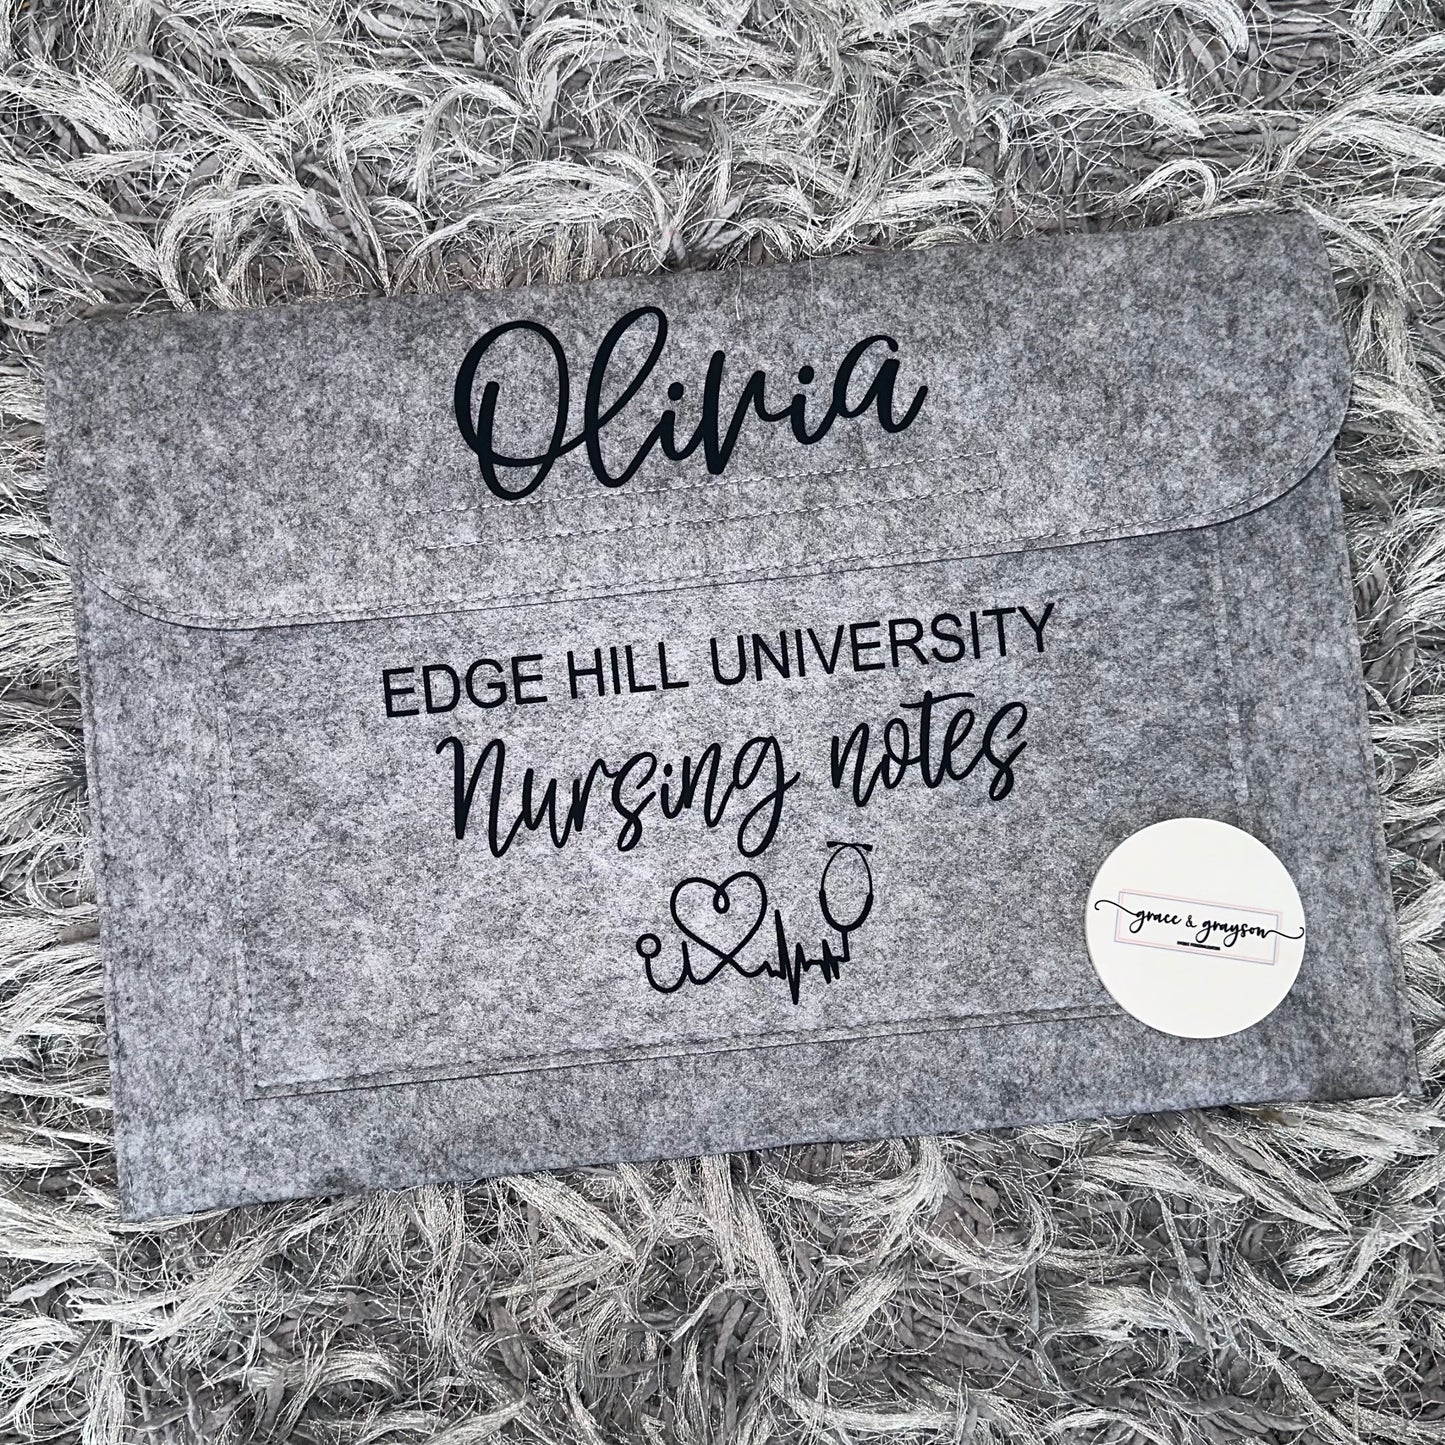 Olivia
EDGE HILL UNIVERSITY
Nursing notes
grace & grayson